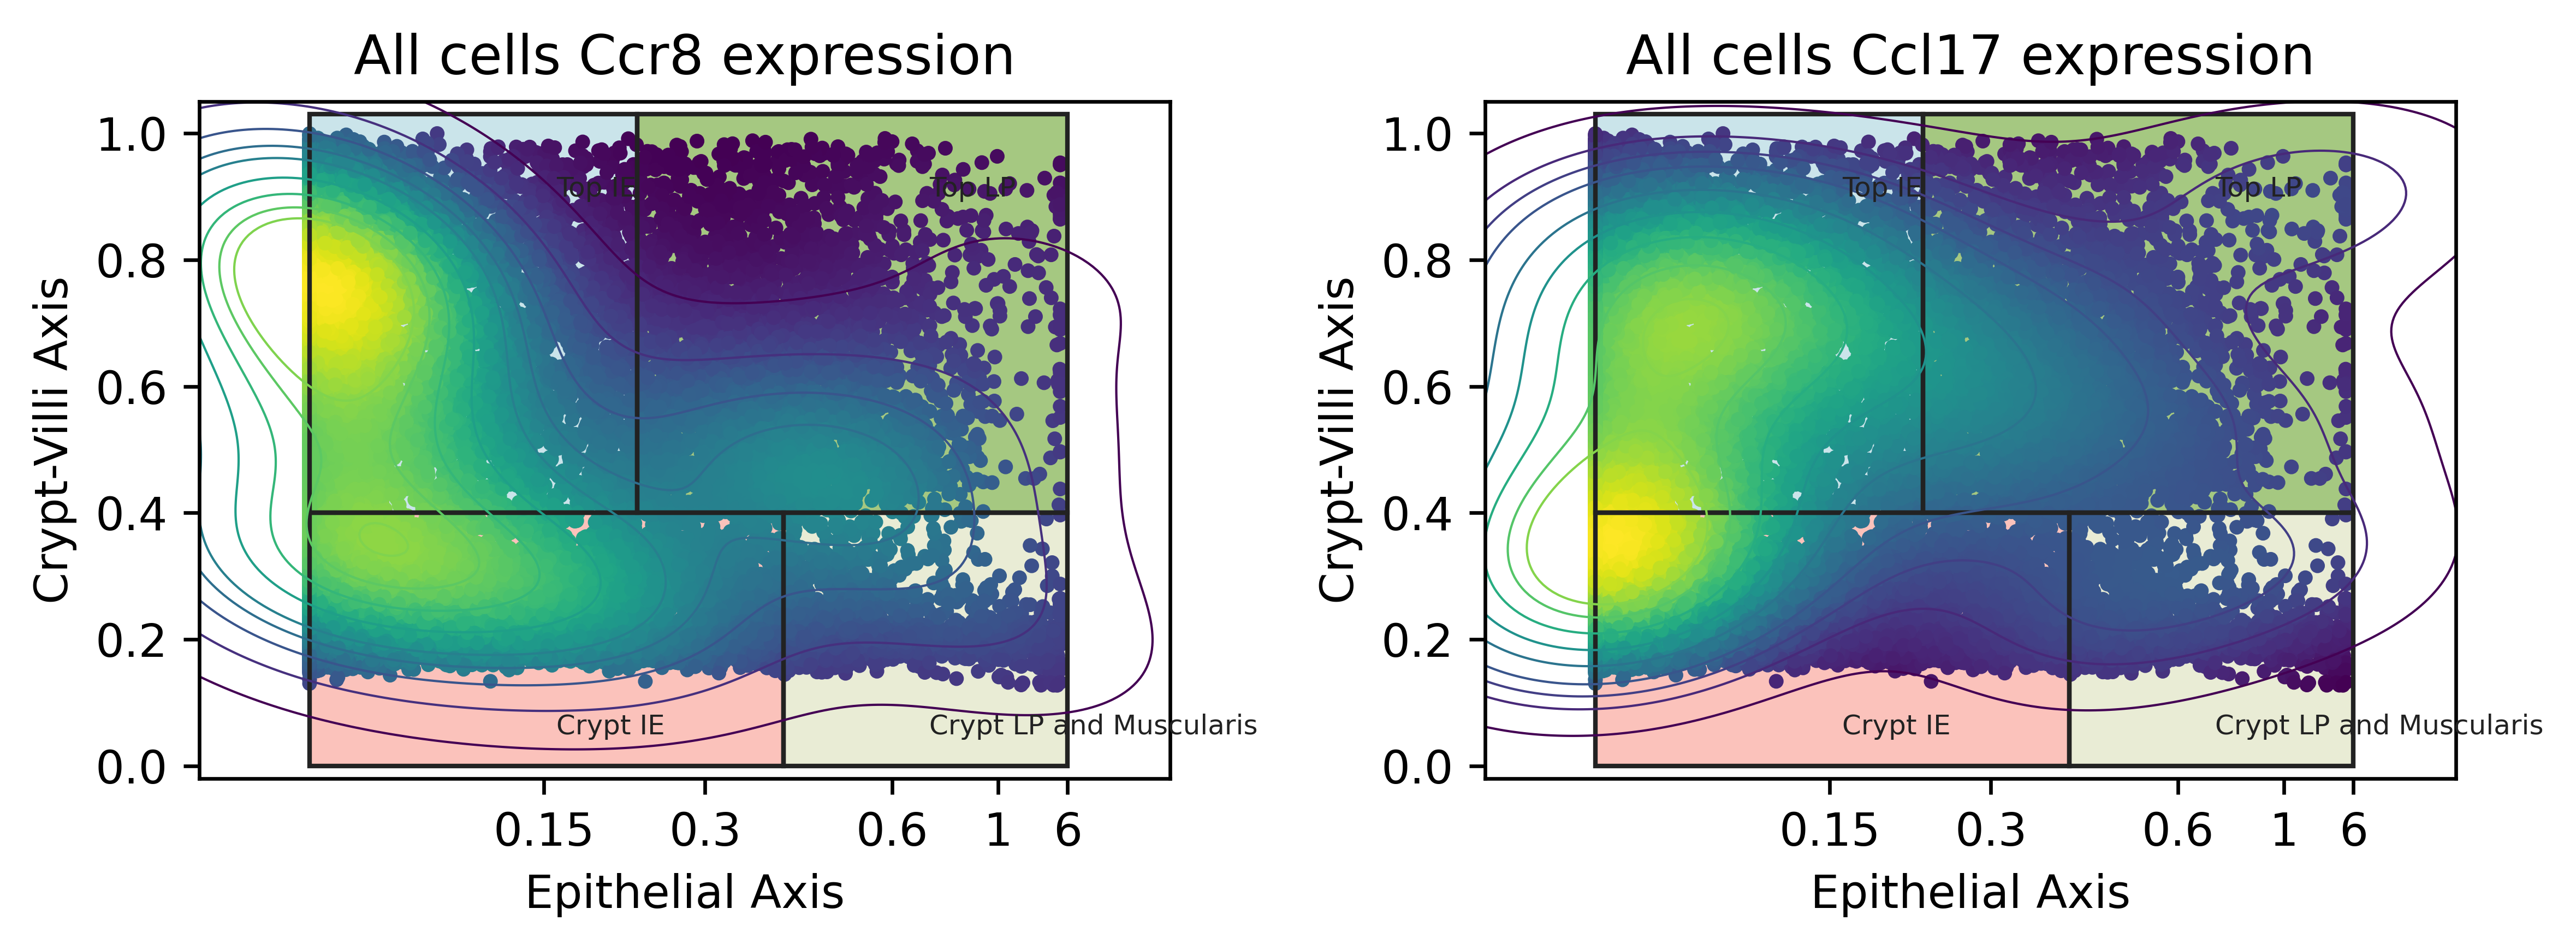 All cells Ccr8 expression
Crypt-Villi Axis
1.0
0.8
0.6
0.4
0.2
0.0
Top IE
Top LP
Crypt IE
Crypt LP and Muscularis
0.15 0.3 0.6 1 6
Epithelial Axis
All cells Ccl17 expression
Crypt-Villi Axis
1.0
0.8
0.6
0.4
0.2
0.0
Top IE
Top LP
Crypt IE
Crypt LP and Muscularis
0.15 0.3 0.6 1 6
Epithelial Axis